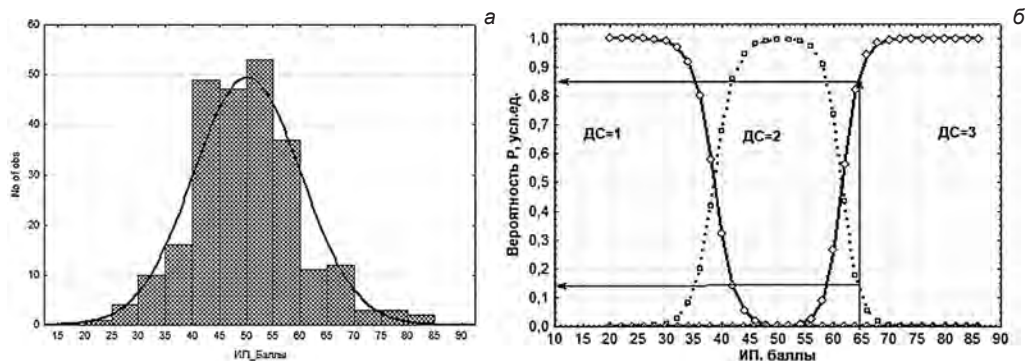 а
60
50
40
30
20
10
0
No of obs
15 20 25 30 35 40 45 50 55 60 65 70 75 80 85 90
ИП_Баллы
б
1,0
0,9
0,8
0,7
0,6
0,5
0,4
0,3
0,2
0,1
0,0
Вероятность P, усл.ед.
ДС=1
ДС=2
ДС=3
10 15 20 25 30 35 40 45 50 55 60 65 70 75 80 85 90
ИП, баллы